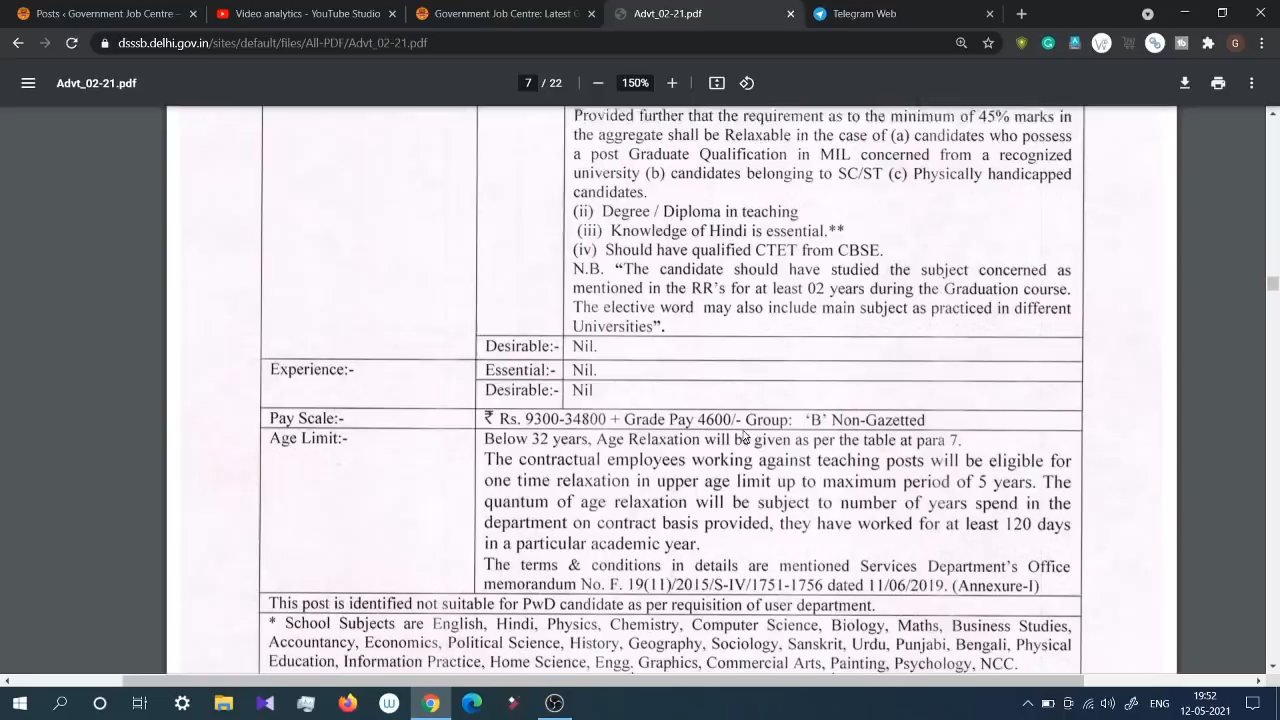 Posts ‹ Government Job Centre —
Video analytics - YouTube Studio
Government Job Centre: Latest G
Advt_02-21.pdf
Telegram Web
dsssb.delhi.gov.in/sites/default/files/All-PDF/Advt_02-21.pdf
G
Advt_02-21.pdf
7 / 22
150%
Provided further that the requirement as to the minimum of 45% marks in
the aggregate shall be Relaxable in the case of (a) candidates who possess
a post Graduate Qualification in MIL concerned from a recognized
university (b) candidates belonging to SC/ST (c) Physically handicapped
candidates.
(ii) Degree / Diploma in teaching
(iii) Knowledge of Hindi is essential.**
(iv) Should have qualified CTET from CBSE.
N.B. “The candidate should have studied the subject concerned as
mentioned in the RR’s for at least 02 years during the Graduation course.
The elective word may also include main subject as practiced in different
Universities”.
Desirable:- Nil.
Experience:- Essential:- Nil.
Desirable:- Nil
Pay Scale:- ₹ Rs. 9300-34800 + Grade Pay 4600/- Group: ‘B’ Non-Gazetted
Age Limit:- Below 32 years, Age Relaxation will be given as per the table at para 7.
The contractual employees working against teaching posts will be eligible for
one time relaxation in upper age limit up to maximum period of 5 years. The
quantum of age relaxation will be subject to number of years spend in the
department on contract basis provided, they have worked for at least 120 days
in a particular academic year.
The terms & conditions in details are mentioned Services Department’s Office
memorandum No. F. 19(11)/2015/S-IV/1751-1756 dated 11/06/2019. (Annexure-I)
This post is identified not suitable for PwD candidate as per requisition of user department.
* School Subjects are English, Hindi, Physics, Chemistry, Computer Science, Biology, Maths, Business Studies,
Accountancy, Economics, Political Science, History, Geography, Sociology, Sanskrit, Urdu, Punjabi, Bengali, Physical
Education, Information Practice, Home Science, Engg. Graphics, Commercial Arts, Painting, Psychology, NCC.
ENG
19:52
12-05-2021